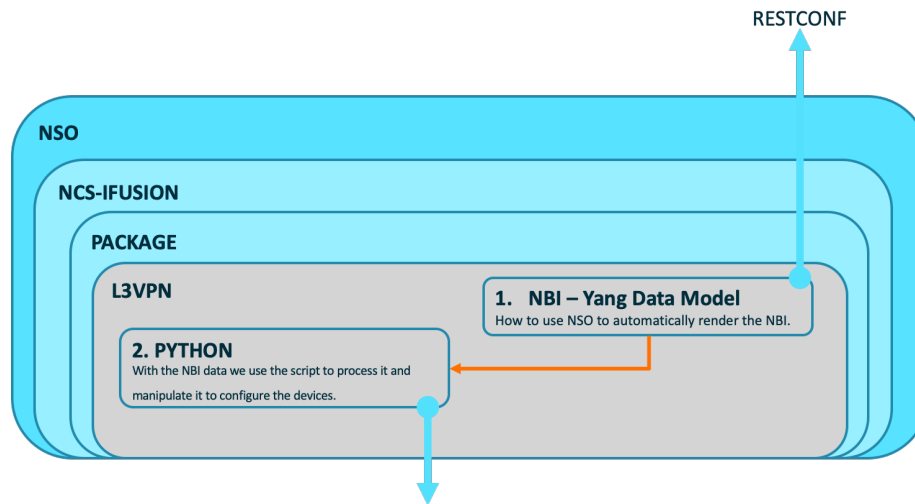 RESTCONF
NSO
NCS-IFUSION
PACKAGE
L3VPN
1. NBI – Yang Data Model
How to use NSO to automatically render the NBI.
2. PYTHON
With the NBI data we use the script to process it and
manipulate it to configure the devices.